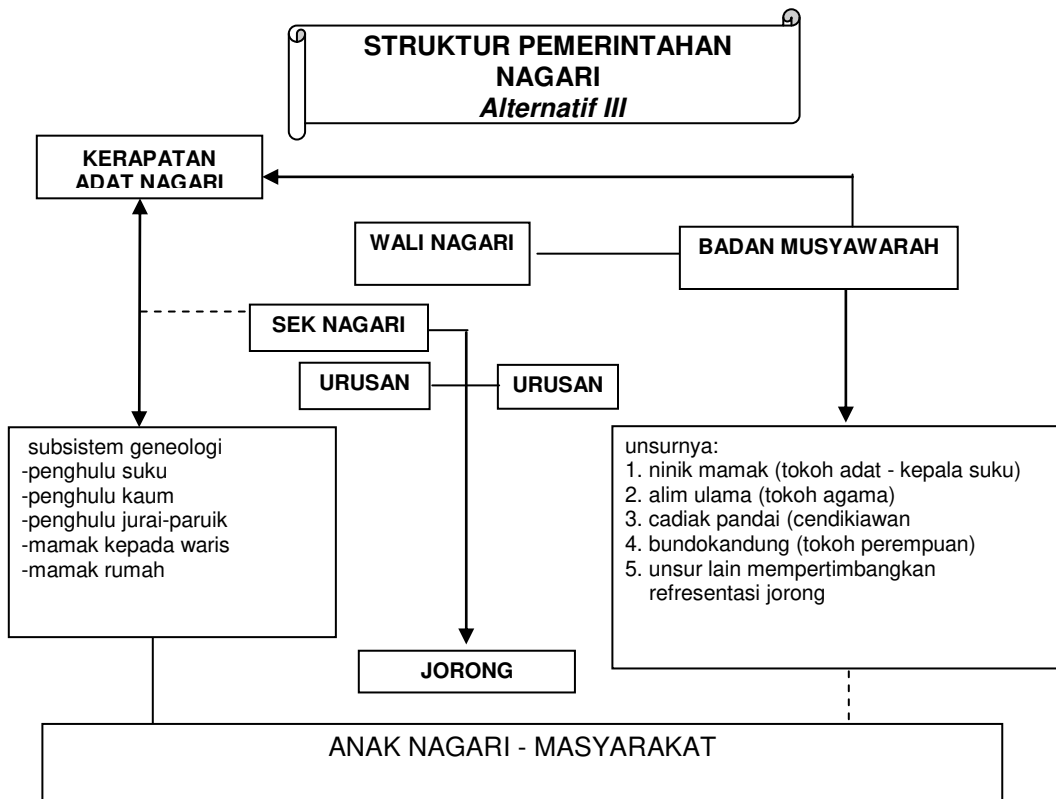 STRUKTUR PEMERINTAHAN
NAGARI
Alternatif III
KERAPATAN
ADAT NAGARI
WALI NAGARI
BADAN MUSYAWARAH
SEK NAGARI
URUSAN
URUSAN
subsistem geneologi
-penghulu suku
-penghulu kaum
-penghulu jurai-paruik
-mamak kepada waris
-mamak rumah
unsurnya:
1. ninik mamak (tokoh adat - kepala suku)
2. alim ulama (tokoh agama)
3. cadiak pandai (cendikiawan
4. bundokandung (tokoh perempuan)
5. unsur lain mempertimbangkan
refresentasi jorong
JORONG
ANAK NAGARI - MASYARAKAT